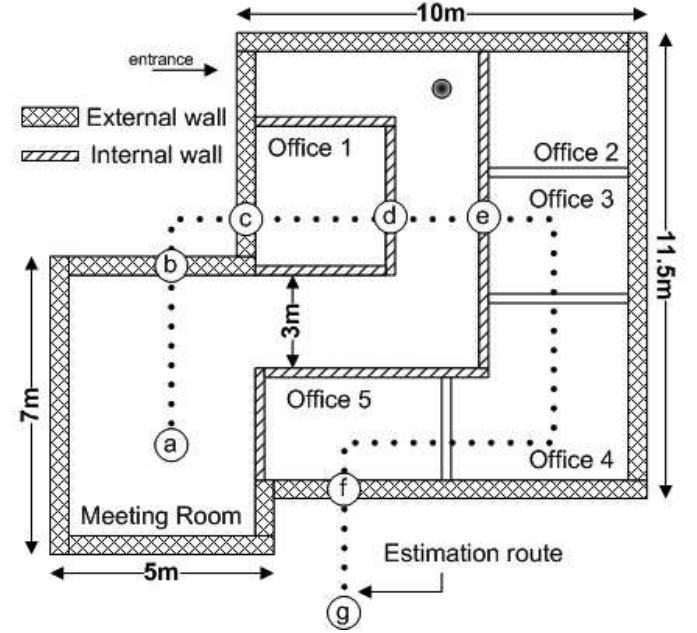 10m
entrance
External wall
Internal wall
Office 1
Office 2
Office 3
c
d
e
b
11.5m
3m
7m
Office 5
a
Office 4
f
Meeting Room
Estimation route
5m
g